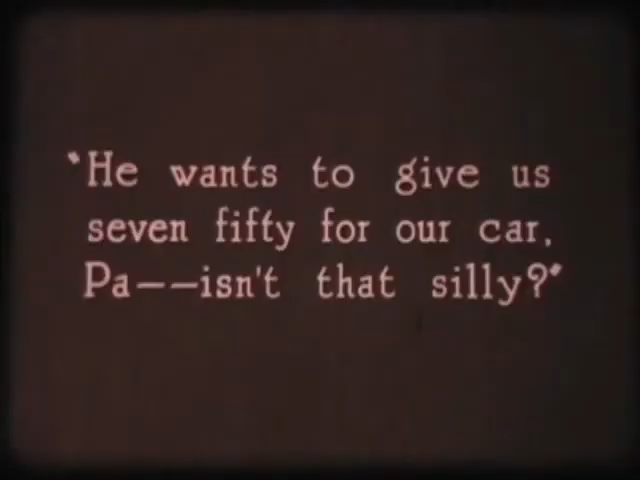 "He wants to give us
seven fifty for our car,
Pa——isn't that silly?"